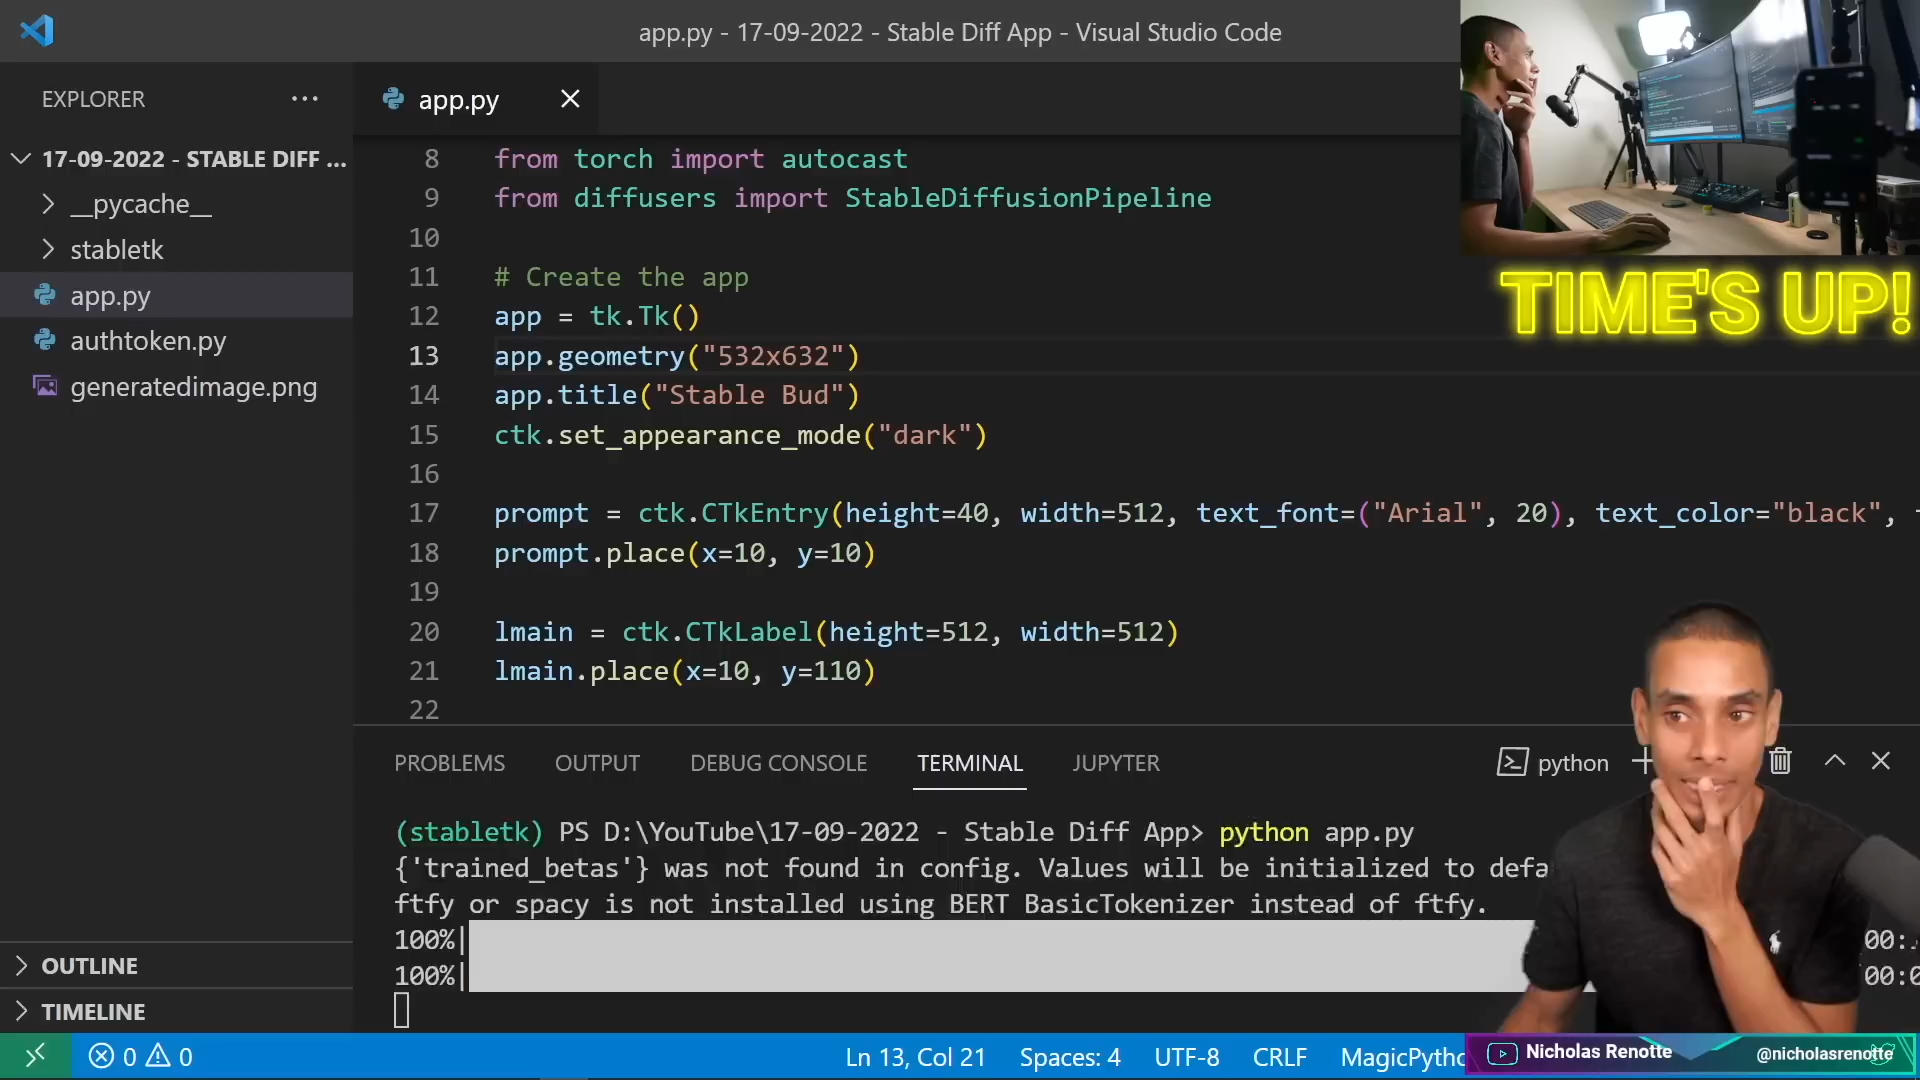 app.py - 17-09-2022 - Stable Diff App - Visual Studio Code
EXPLORER
17-09-2022 - STABLE DIFF ...
__pycache__
stabletk
app.py
authtoken.py
generatedimage.png
OUTLINE
TIMELINE
app.py
8 from torch import autocast
9 from diffusers import StableDiffusionPipeline
10
11 # Create the app
12 app = tk.Tk()
13 app.geometry("532x632")
14 app.title("Stable Bud")
15 ctk.set_appearance_mode("dark")
16
17 prompt = ctk.CTkEntry(height=40, width=512, text_font=("Arial", 20), text_color="black",
18 prompt.place(x=10, y=10)
19
20 lmain = ctk.CTkLabel(height=512, width=512)
21 lmain.place(x=10, y=110)
22
TIME'S UP!
PROBLEMS OUTPUT DEBUG CONSOLE TERMINAL JUPYTER python
(stabletk) PS D:\YouTube\17-09-2022 - Stable Diff App> python app.py
{'trained_betas'} was not found in config. Values will be initialized to defa
ftfy or spacy is not installed using BERT BasicTokenizer instead of ftfy.
100%| 00:
100%| 00:0
0 0 Ln 13, Col 21 Spaces: 4 UTF-8 CRLF MagicPytho
Nicholas Renotte @nicholasrenotte